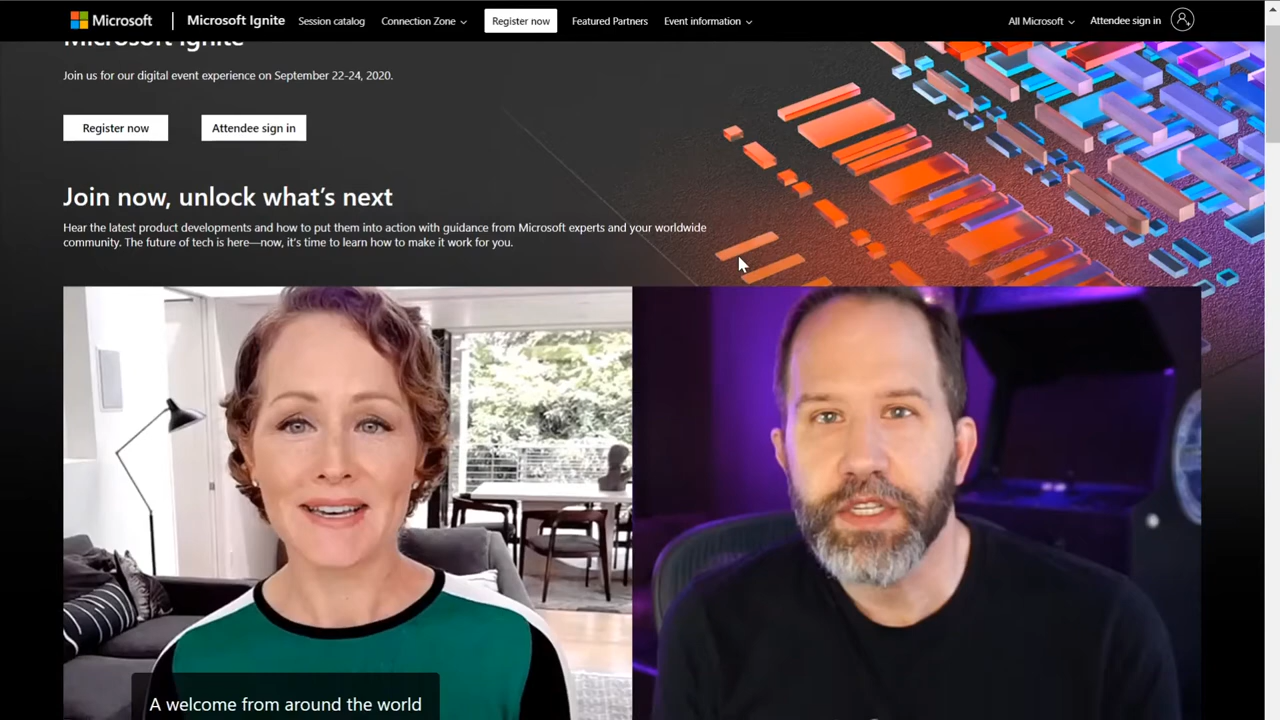 Microsoft | Microsoft Ignite Session catalog Connection Zone Register now Featured Partners Event information All Microsoft Attendee sign in
Microsoft Ignite
Join us for our digital event experience on September 22-24, 2020.
Register now Attendee sign in
Join now, unlock what's next
Hear the latest product developments and how to put them into action with guidance from Microsoft experts and your worldwide
community. The future of tech is here—now, it's time to learn how to make it work for you.
A welcome from around the world